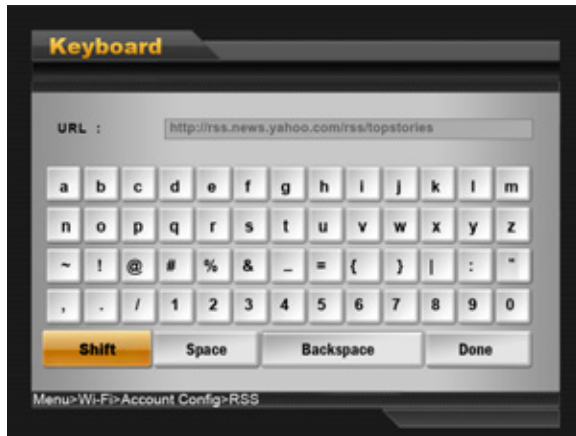 Keyboard
URL :
http://rss.news.yahoo.com/rss/topstories
a b c d e f g h i j k l m
n o p q r s t u v w x y z
~ ! @ # % & _ = { } | : "
, . / 1 2 3 4 5 6 7 8 9 0
Shift Space Backspace Done
Menu>Wi-Fi>Account Config>RSS